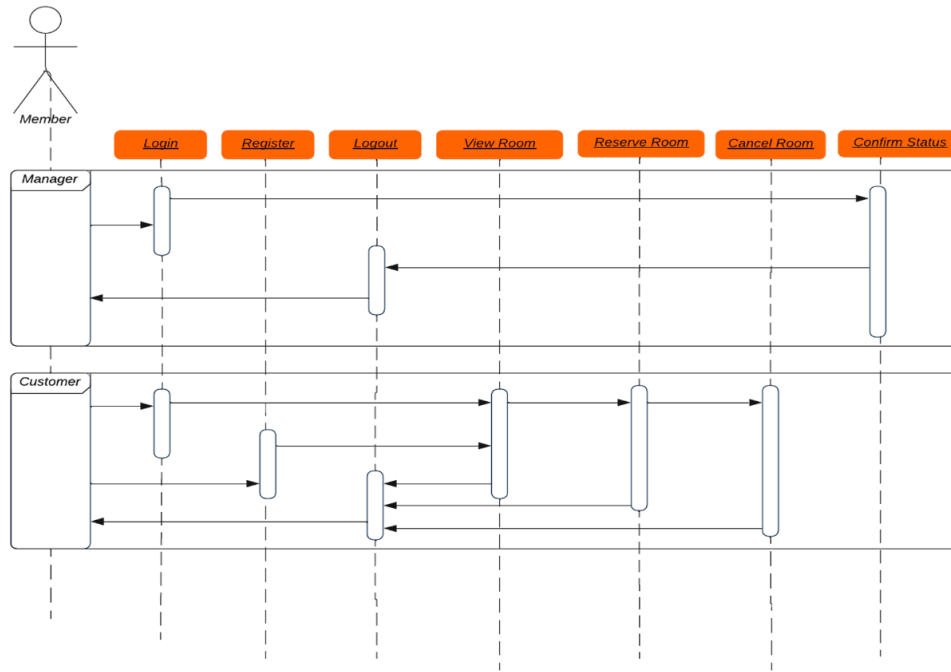 Member
Login
Register
Logout
View Room
Reserve Room
Cancel Room
Confirm Status
Manager
Customer